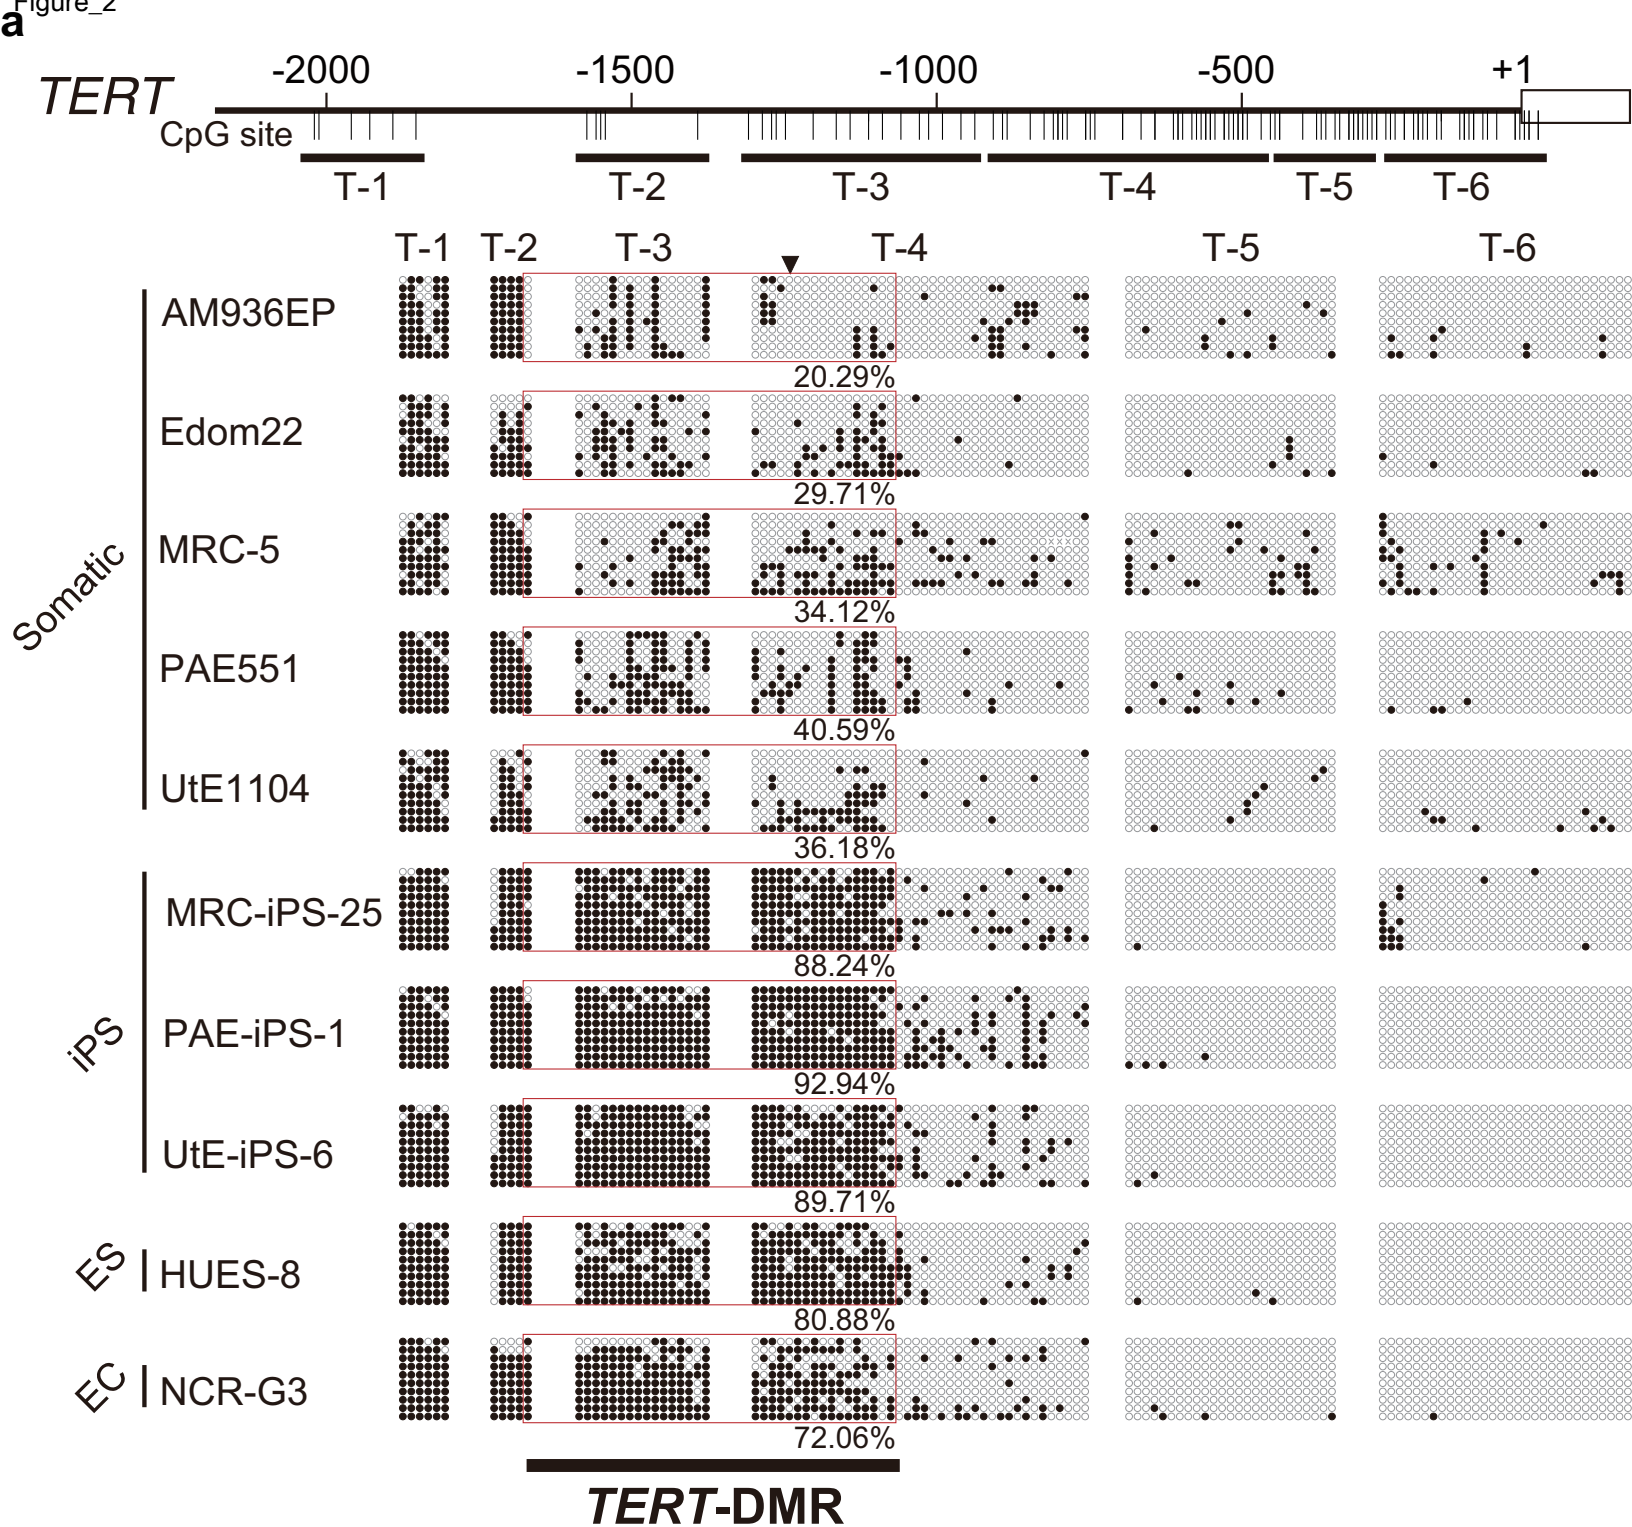 Figure_2
a
-2000 -1500 -1000 -500 +1
TERT
CpG site
T-1 T-2 T-3 T-4 T-5 T-6
T-1 T-2 T-3 T-4 T-5 T-6
Somatic
AM936EP
20.29%
Edom22
29.71%
MRC-5
34.12%
PAE551
40.59%
UtE1104
36.18%
iPS
MRC-iPS-25
88.24%
PAE-iPS-1
92.94%
UtE-iPS-6
89.71%
ES
HUES-8
80.88%
EC
NCR-G3
72.06%
TERT-DMR